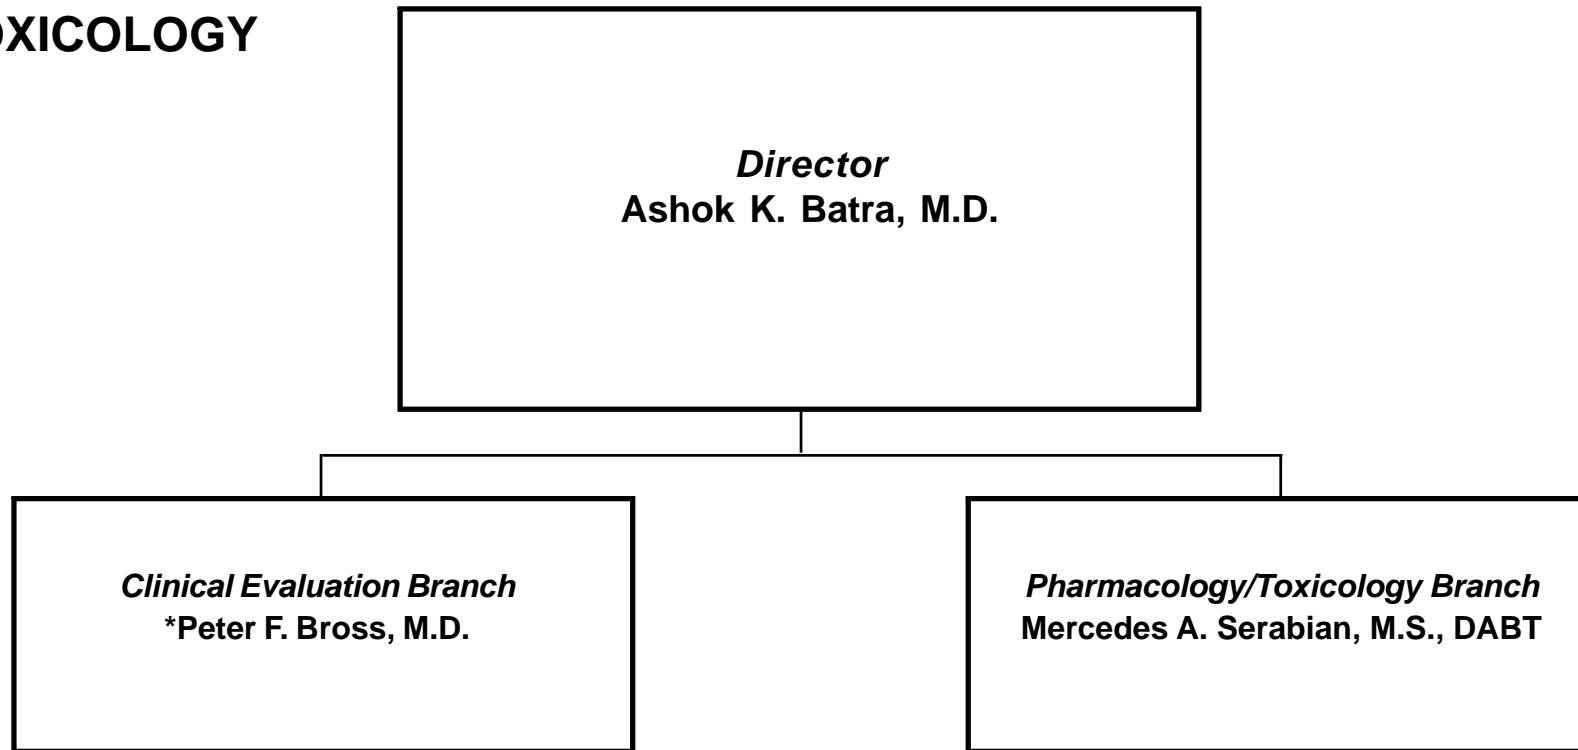 OXICOLOGY
Director
Ashok K. Batra, M.D.
Clinical Evaluation Branch
*Peter F. Bross, M.D.
Pharmacology/Toxicology Branch
Mercedes A. Serabian, M.S., DABT